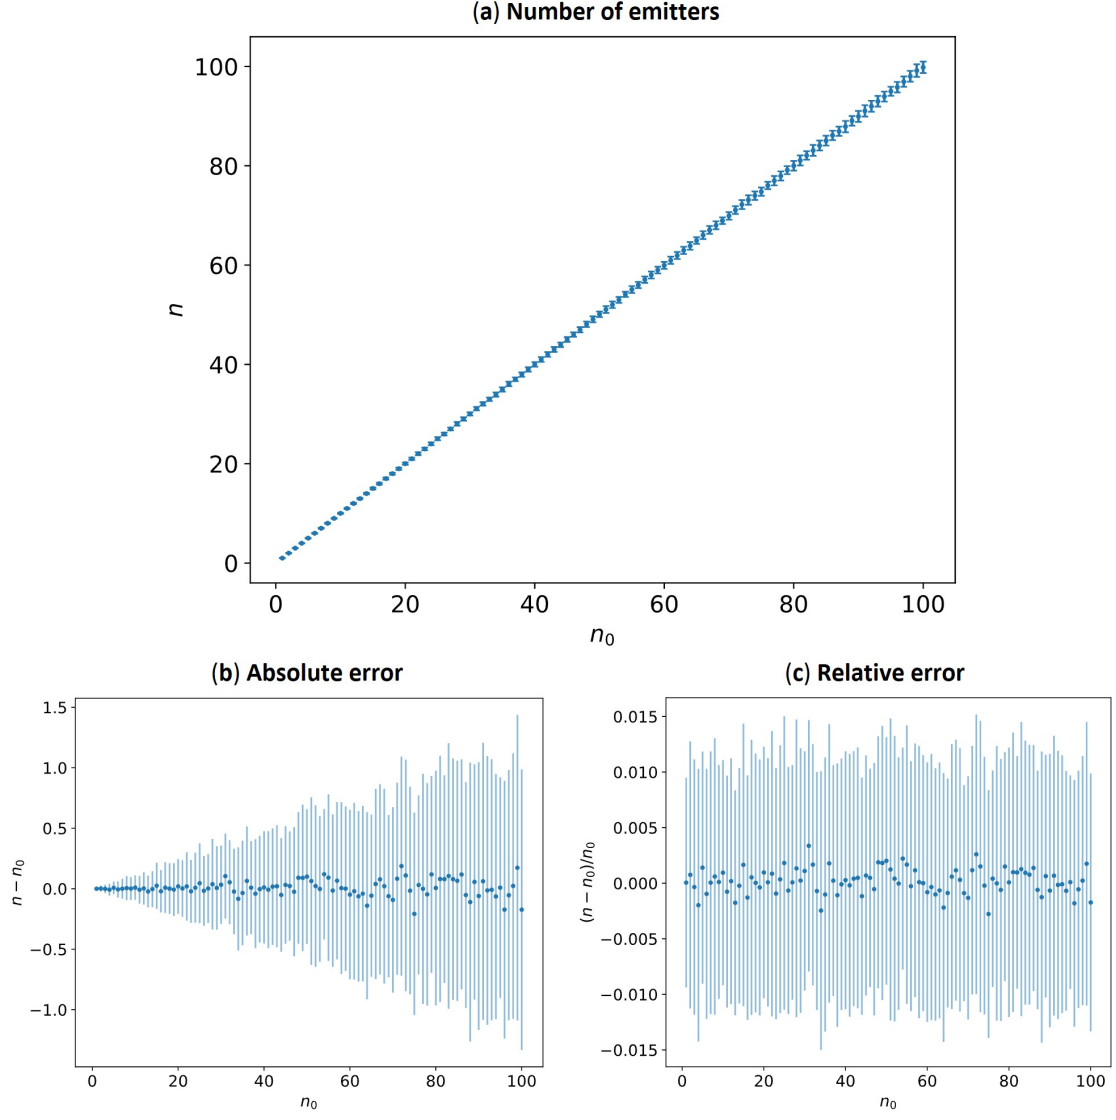 (a) Number of emitters
100
80
60
40
20
0
n
0 20 40 60 80 100
n₀
(b) Absolute error
1.5
1.0
0.5
0.0
−0.5
−1.0
n − n₀
0 20 40 60 80 100
n₀
(c) Relative error
0.015
0.010
0.005
0.000
−0.005
−0.010
−0.015
(n − n₀)/n₀
0 20 40 60 80 100
n₀